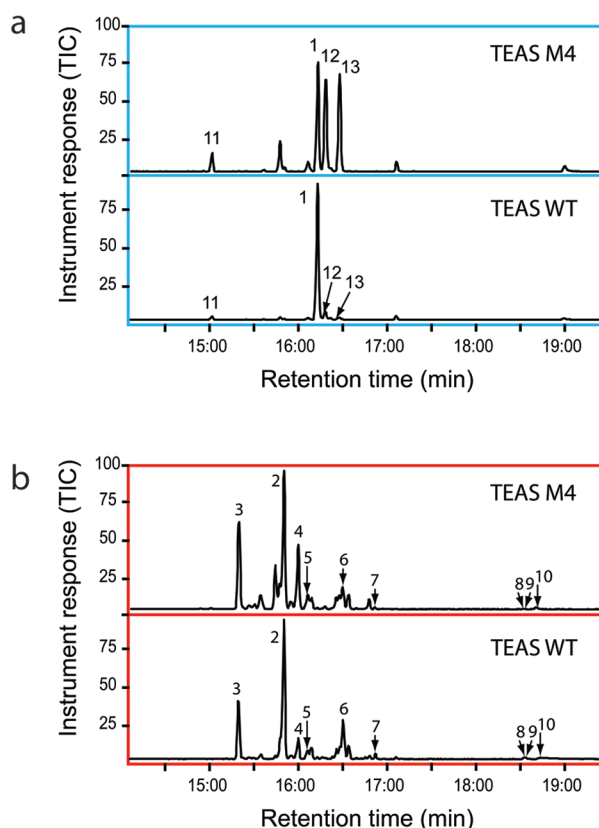 a
Instrument response (TIC)
100
75
50
25
TEAS M4
1
12
13
11
75
50
25
TEAS WT
1
12
13
11
15:00 16:00 17:00 18:00 19:00
Retention time (min)
b
Instrument response (TIC)
100
75
50
25
TEAS M4
3
2
4
5
6
7
8 9 10
75
50
25
TEAS WT
3
2
4
5
6
7
8 9 10
15:00 16:00 17:00 18:00 19:00
Retention time (min)